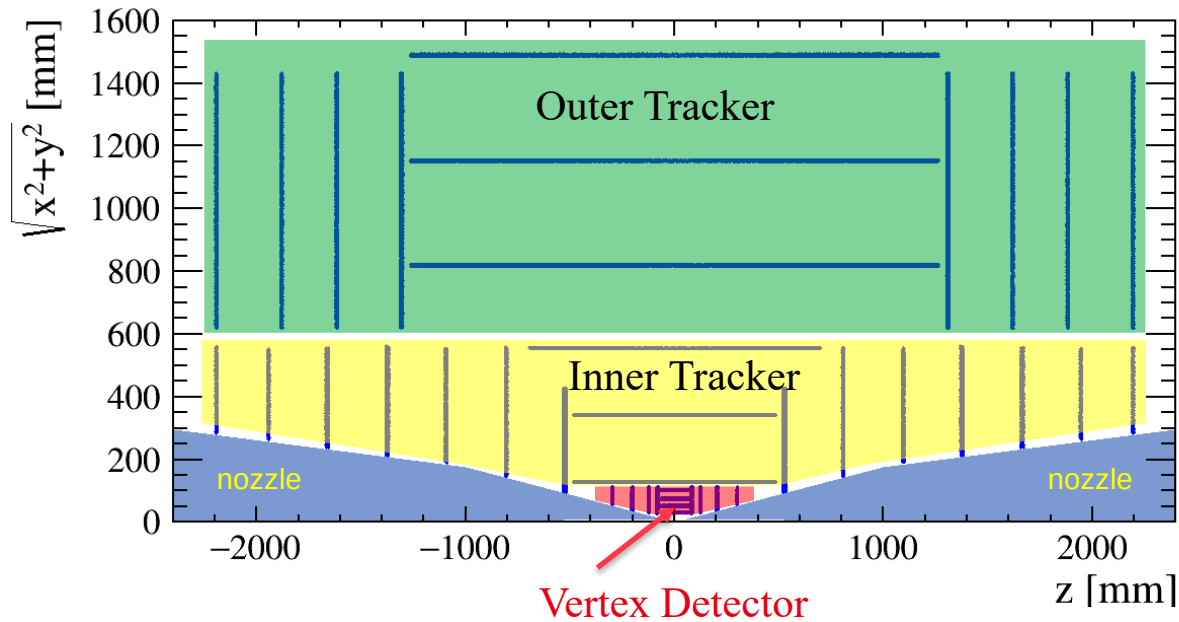 √x²+y² [mm]
1600
1400
1200
1000
800
600
400
200
0
Outer Tracker
Inner Tracker
nozzle
nozzle
−2000
−1000
0
1000
2000
z [mm]
Vertex Detector